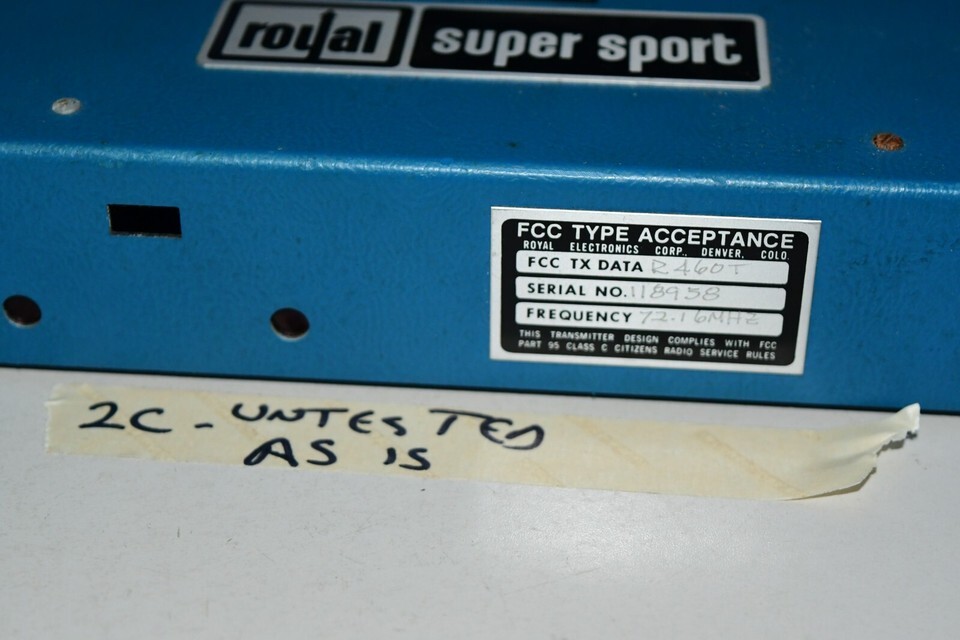 royal super sport
FCC TYPE ACCEPTANCE
ROYAL ELECTRONICS CORP., DENVER, COLO.
FCC TX DATA R460T
SERIAL NO. 118958
FREQUENCY 72.16MHZ
THIS TRANSMITTER DESIGN COMPLIES WITH FCC
PART 95 CLASS C CITIZENS RADIO SERVICE RULES
2C - UNTESTED
AS IS